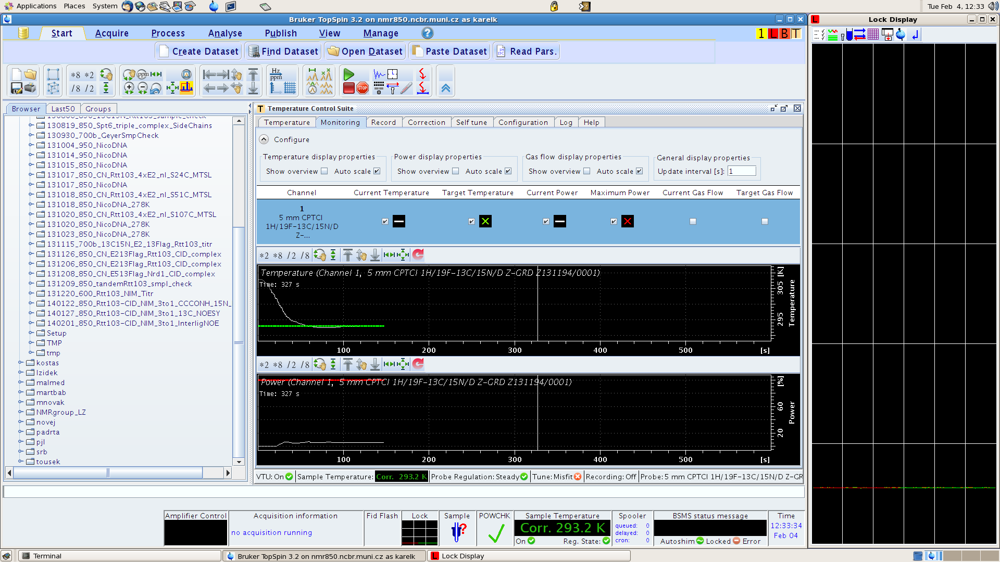 Applications Places System
Tue Feb 4, 12:33
Bruker TopSpin 3.2 on nmr850.ncbr.muni.cz as karelk
Lock Display
Start Acquire Process Analyse Publish View Manage
1 L B T
Create Dataset Find Dataset Open Dataset Paste Dataset Read Pars.
*8 *2 ppm Hz ppm
/8 /2 STOP
Browser Last50 Groups
130800_850_13C15N_Rtt103_sample_check
130819_850_Spt6_triple_complex_SideChains
130930_700b_GeyerSmpCheck
131004_950_NicoDNA
131014_950_NicoDNA
131015_850_NicoDNA
131017_850_CN_Rtt103_4xE2_nl_S24C_MTSL
131017_850_NicoDNA
131018_850_CN_Rtt103_4xE2_nl_S51C_MTSL
131018_850_NicoDNA_278K
131020_850_CN_Rtt103_4xE2_nl_S107C_MTSL
131020_850_NicoDNA_278K
131023_850_NicoDNA_278K
131115_700b_13C15N_E2_13Flag_Rtt103_titr
131126_850_CN_E213Flag_Rtt103_CID_complex
131206_850_CN_E213Flag_Rtt103_CID_complex
131208_850_CN_E513Flag_Nrd1_CID_complex
131209_850_tandemRtt103_smpl_check
131220_600_Rtt103_NIM_Titr
140122_850_Rtt103-CID_NIM_3to1_CCCONH_15N_
140127_850_Rtt103-CID_NIM_3to1_13C_NOESY
140201_850_Rtt103-CID_NIM_3to1_InterligNOE
Setup
TMP
tmp
kostas
lzidek
malmed
martbab
mnovak
NMRgroup_LZ
novej
padrta
pjl
srb
tousek
T Temperature Control Suite
Temperature Monitoring Record Correction Self tune Configuration Log Help
Configure
Temperature display properties Power display properties Gas flow display properties General display properties
Show overview Auto scale Show overview Auto scale Show overview Auto scale Update interval [s]: 1
Channel Current Temperature Target Temperature Current Power Maximum Power Current Gas Flow Target Gas Flow
1
5 mm CPTCI
1H/19F-13C/15N/D
Z-...
*2 *8 /2 /8
Temperature (Channel 1, 5 mm CPTCI 1H/19F-13C/15N/D Z-GRD Z131194/0001)
Time: 327 s
295 305 [K]
Temperature
100 200 300 400 500 [s]
*2 *8 /2 /8
Power (Channel 1, 5 mm CPTCI 1H/19F-13C/15N/D Z-GRD Z131194/0001)
Time: 327 s
20 60 [%]
Power
100 200 300 400 500 [s]
VTU: On Sample Temperature: Corr. 293.2 K Probe Regulation: Steady Tune: Misfit Recording: Off Probe: 5 mm CPTCI 1H/19F-13C/15N/D Z-GR
Amplifier Control Acquisition information Fid Flash Lock Sample POWCHK Sample Temperature Spooler BSMS status message Time
no acquisition running
Corr. 293.2 K
queued: 0
delayed: 0
cron: 0
12:33:34
Feb 04
On Reg. State: Autoshim Locked Error
Terminal Bruker TopSpin 3.2 on nmr850.ncbr.muni.cz as karelk L Lock Display